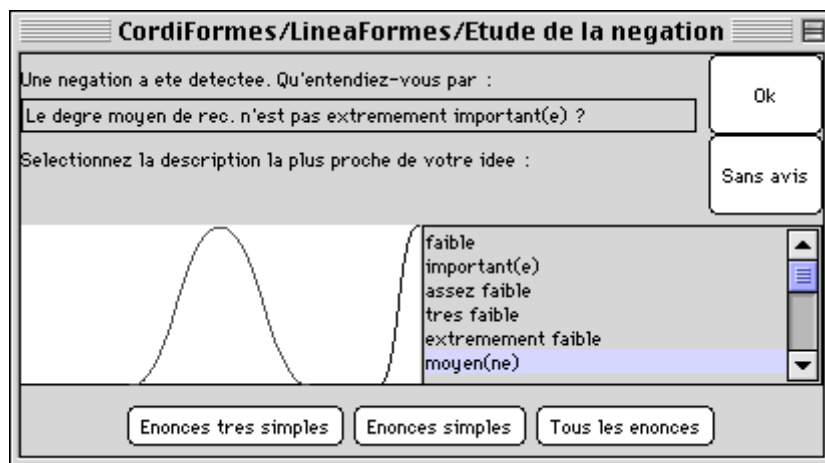 CordiFormes/LineaFormes/Etude de la negation
Une negation a ete detectee. Qu'entendiez-vous par :
Le degre moyen de rec. n'est pas extremement important(e) ?
Ok
Selectionnez la description la plus proche de votre idee :
Sans avis
faible
important(e)
assez faible
tres faible
extremement faible
moyen(ne)
Enonces tres simples
Enonces simples
Tous les enonces